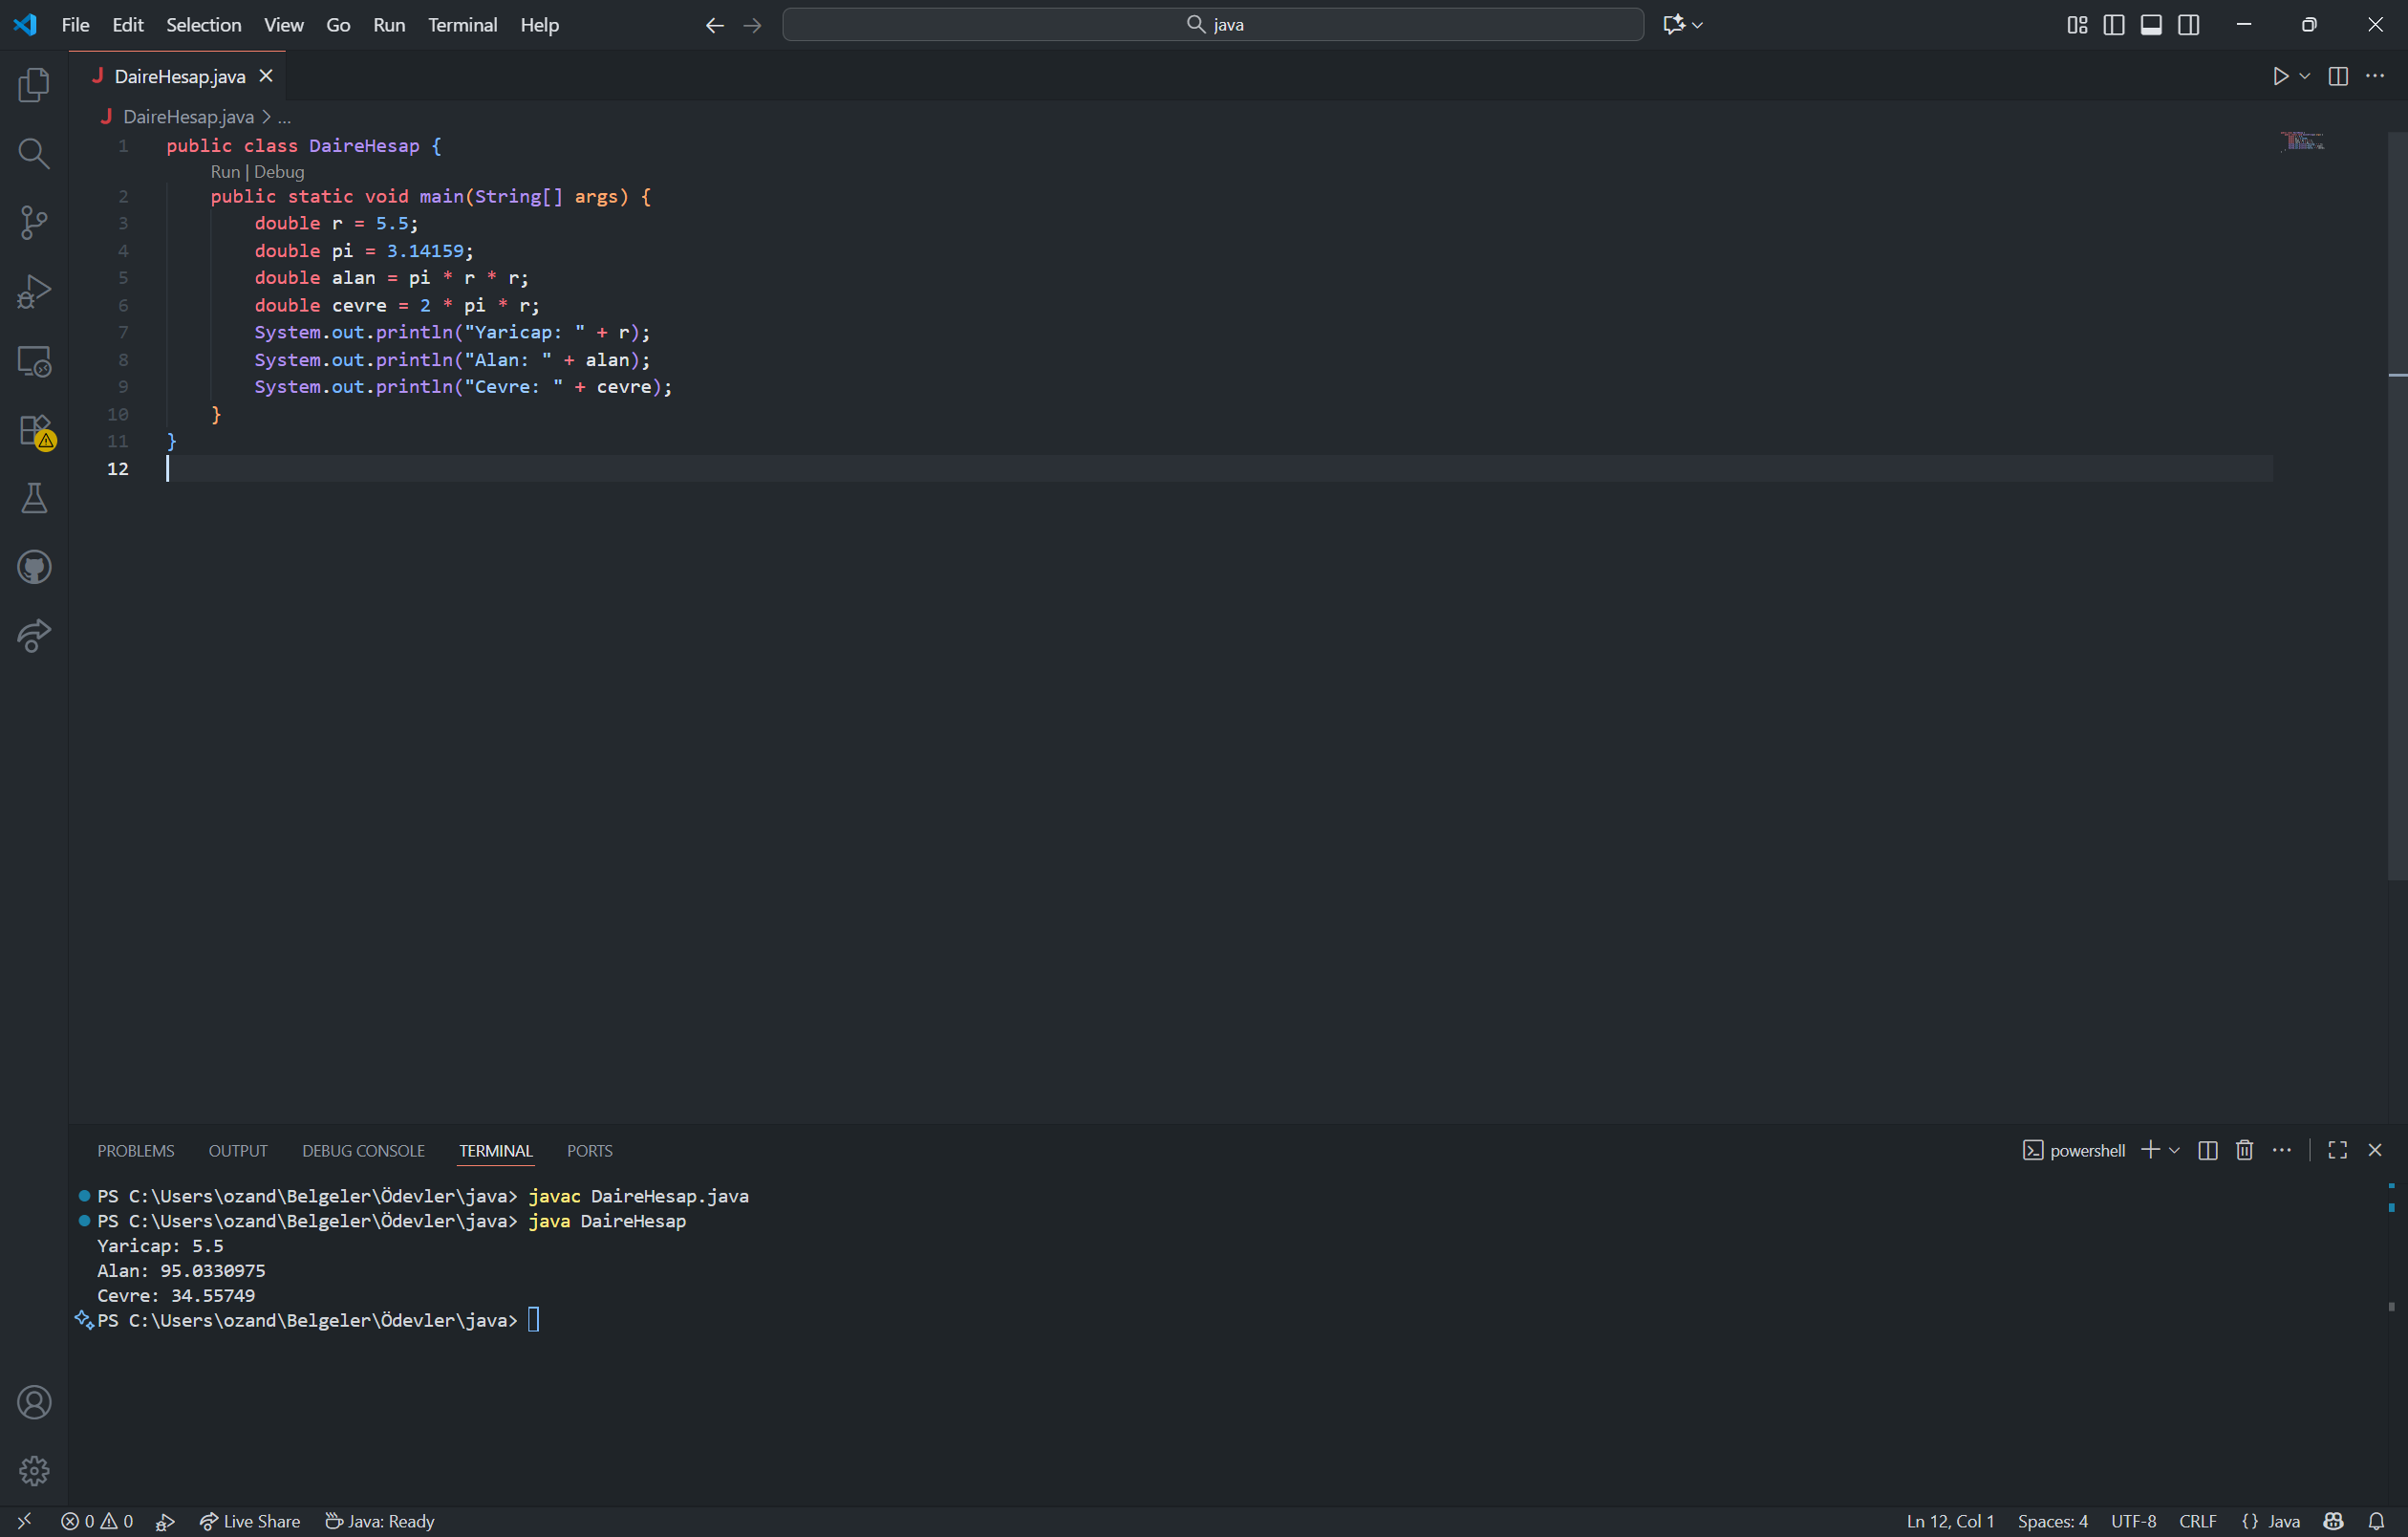 File Edit Selection View Go Run Terminal Help java
DaireHesap.java
J DaireHesap.java > ...
1 public class DaireHesap {
Run | Debug
2 public static void main(String[] args) {
3 double r = 5.5;
4 double pi = 3.14159;
5 double alan = pi * r * r;
6 double cevre = 2 * pi * r;
7 System.out.println("Yaricap: " + r);
8 System.out.println("Alan: " + alan);
9 System.out.println("Cevre: " + cevre);
10 }
11 }
12
PROBLEMS OUTPUT DEBUG CONSOLE TERMINAL PORTS powershell
PS C:\Users\ozand\Belgeler\Ödevler\java> javac DaireHesap.java
PS C:\Users\ozand\Belgeler\Ödevler\java> java DaireHesap
Yaricap: 5.5
Alan: 95.0330975
Cevre: 34.55749
PS C:\Users\ozand\Belgeler\Ödevler\java>
0 0 Live Share Java: Ready Ln 12, Col 1 Spaces: 4 UTF-8 CRLF {} Java